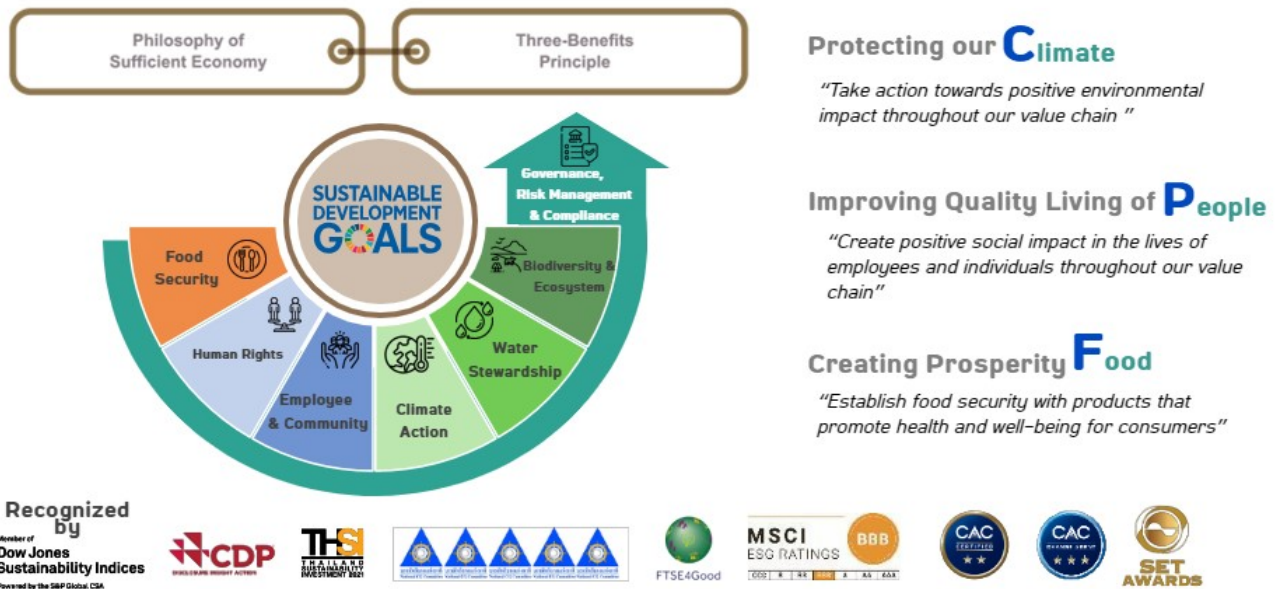 Philosophy of
Sufficient Economy
Three-Benefits
Principle
Protecting our Climate
"Take action towards positive environmental
impact throughout our value chain "
Governance,
Risk Management
& Compliance
SUSTAINABLE
DEVELOPMENT
GOALS
Food
Security
Biodiversity &
Ecosystem
Human Rights
Water
Stewardship
Employee
& Community
Climate
Action
Improving Quality Living of People
"Create positive social impact in the lives of
employees and individuals throughout our value
chain"
Creating Prosperity Food
"Establish food security with products that
promote health and well-being for consumers"
Recognized
by
Member of
Dow Jones
Sustainability Indices
Powered by the S&P Global CSA
CDP
DISCLOSURE INSIGHT ACTION
THSI
THAILAND
SUSTAINABILITY
INVESTMENT 2021
FTSE4Good
MSCI
ESG RATINGS
BBB
CCC B BB BBB A AA AAA
CAC
CERTIFIED
CAC
CHANGE AGENT
SET
AWARDS